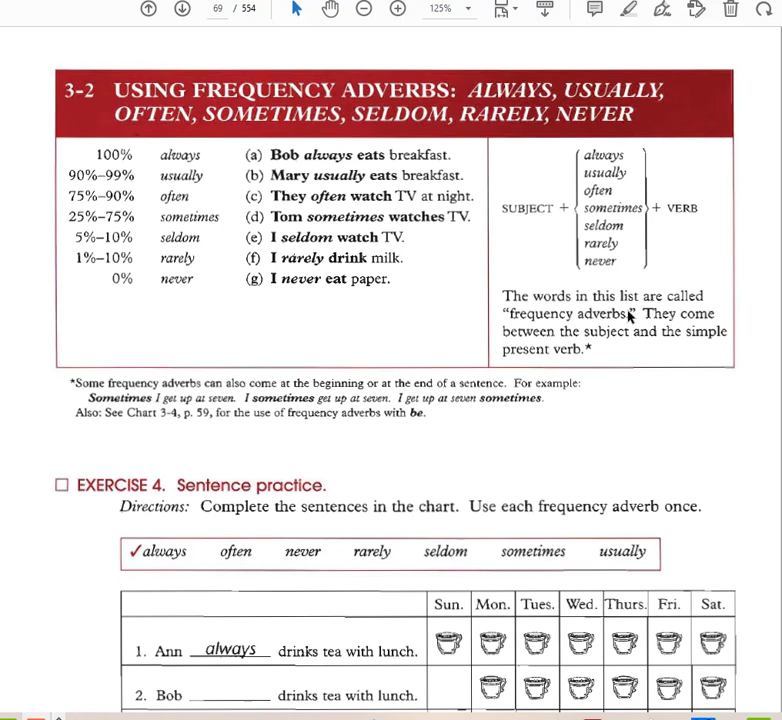 69 / 554
125%
3-2 USING FREQUENCY ADVERBS: ALWAYS, USUALLY,
OFTEN, SOMETIMES, SELDOM, RARELY, NEVER
100% always (a) Bob always eats breakfast.
90%–99% usually (b) Mary usually eats breakfast.
75%–90% often (c) They often watch TV at night.
25%–75% sometimes (d) Tom sometimes watches TV.
5%–10% seldom (e) I seldom watch TV.
1%–10% rarely (f) I rarely drink milk.
0% never (g) I never eat paper.
always
usually
often
SUBJECT + sometimes + VERB
seldom
rarely
never
The words in this list are called
“frequency adverbs.” They come
between the subject and the simple
present verb.*
*Some frequency adverbs can also come at the beginning or at the end of a sentence. For example:
Sometimes I get up at seven. I sometimes get up at seven. I get up at seven sometimes.
Also: See Chart 3-4, p. 59, for the use of frequency adverbs with be.
EXERCISE 4. Sentence practice.
Directions: Complete the sentences in the chart. Use each frequency adverb once.
✓always often never rarely seldom sometimes usually
Sun. Mon. Tues. Wed. Thurs. Fri. Sat.
1. Ann always drinks tea with lunch.
2. Bob __________ drinks tea with lunch.